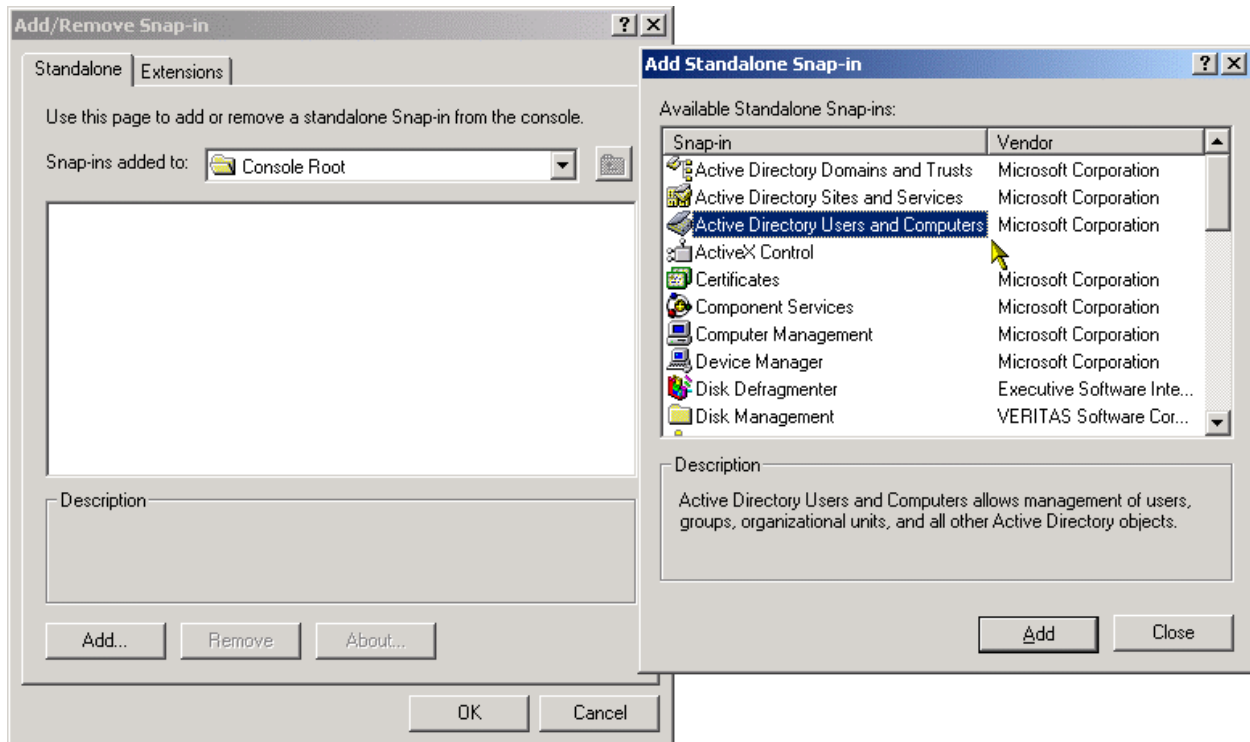 Add/Remove Snap-in
Standalone
Extensions
Use this page to add or remove a standalone Snap-in from the console.
Snap-ins added to:
Console Root
Description
Add...
Remove
About...
OK
Cancel
Add Standalone Snap-in
Available Standalone Snap-ins:
Snap-in Vendor
Active Directory Domains and Trusts Microsoft Corporation
Active Directory Sites and Services Microsoft Corporation
Active Directory Users and Computers Microsoft Corporation
ActiveX Control
Certificates Microsoft Corporation
Component Services Microsoft Corporation
Computer Management Microsoft Corporation
Device Manager Microsoft Corporation
Disk Defragmenter Executive Software Inte...
Disk Management VERITAS Software Cor...
Description
Active Directory Users and Computers allows management of users,
groups, organizational units, and all other Active Directory objects.
Add
Close